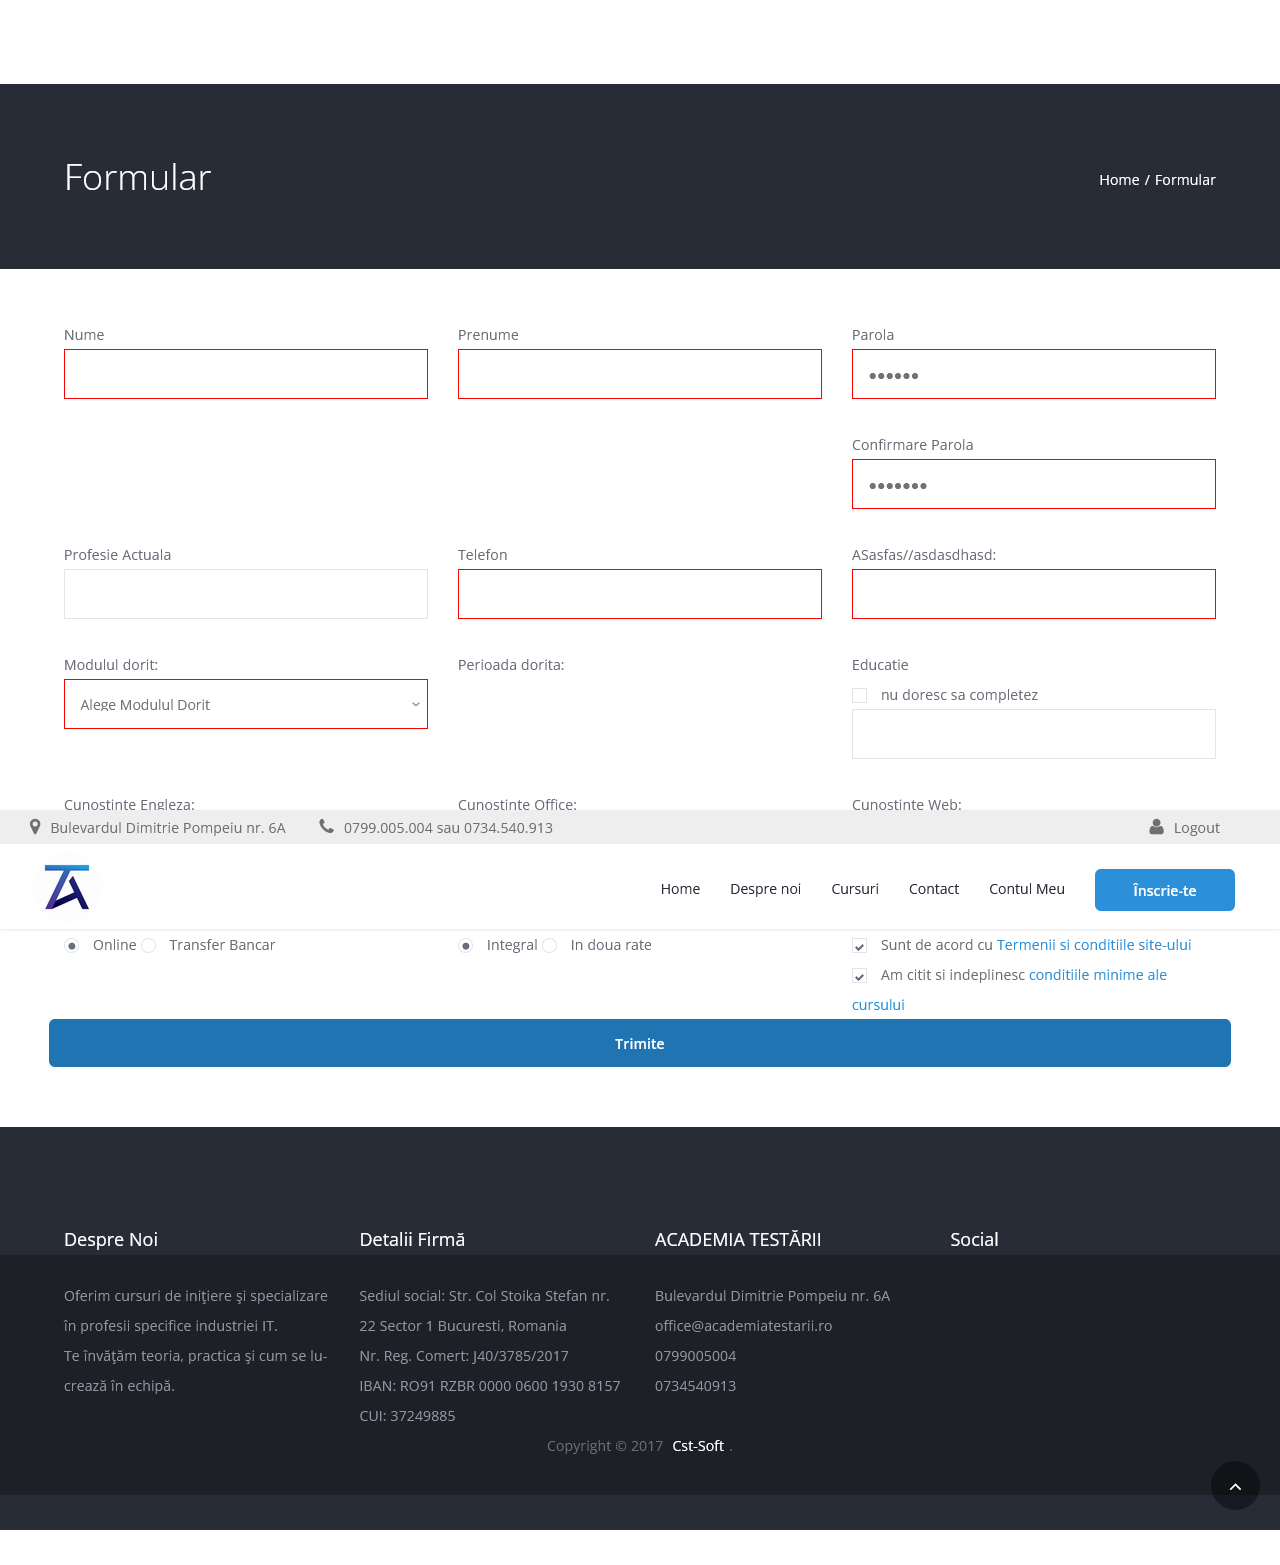 Formular
Home / Formular
Nume
Prenume
Parola
●●●●●●
Confirmare Parola
●●●●●●●
Profesie Actuala
Telefon
ASasfas//asdasdhasd:
Modulul dorit:
Perioada dorita:
Educatie
Alege Modulul Dorit
nu doresc sa completez
Cunostinte Engleza:
Cunostinte Office:
Cunostinte Web:
Bulevardul Dimitrie Pompeiu nr. 6A
0799.005.004 sau 0734.540.913
Logout
TA
Home
Despre noi
Cursuri
Contact
Contul Meu
Înscrie-te
Online
Transfer Bancar
Integral
In doua rate
Sunt de acord cu Termenii si conditiile site-ului
Am citit si indeplinesc conditiile minime ale
cursului
Trimite
Despre Noi
Oferim cursuri de inițiere și specializare
în profesii specifice industriei IT.
Te învățăm teoria, practica și cum se lu-
crează în echipă.
Detalii Firmă
Sediul social: Str. Col Stoika Stefan nr.
22 Sector 1 Bucuresti, Romania
Nr. Reg. Comert: J40/3785/2017
IBAN: RO91 RZBR 0000 0600 1930 8157
CUI: 37249885
ACADEMIA TESTĂRII
Bulevardul Dimitrie Pompeiu nr. 6A
office@academiatestarii.ro
0799005004
0734540913
Social
Copyright © 2017 Cst-Soft .